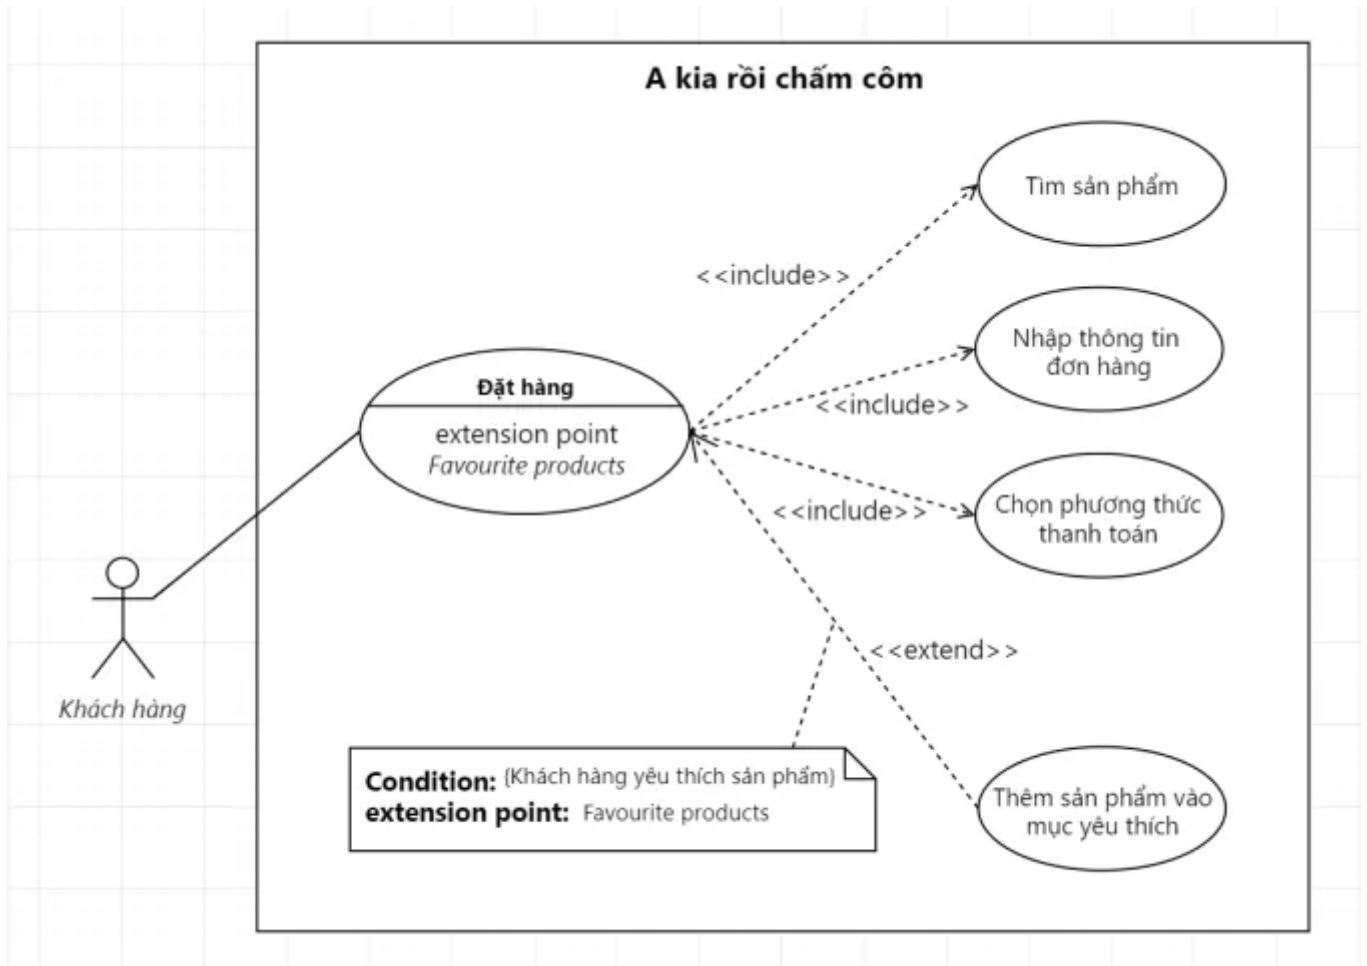 A kia rồi chấm côm
Tìm sản phẩm
<<include>>
Nhập thông tin
đơn hàng
<<include>>
Đặt hàng
extension point
Favourite products
Chọn phương thức
thanh toán
<<include>>
<<extend>>
Khách hàng
Condition: {Khách hàng yêu thích sản phẩm}
extension point: Favourite products
Thêm sản phẩm vào
mục yêu thích